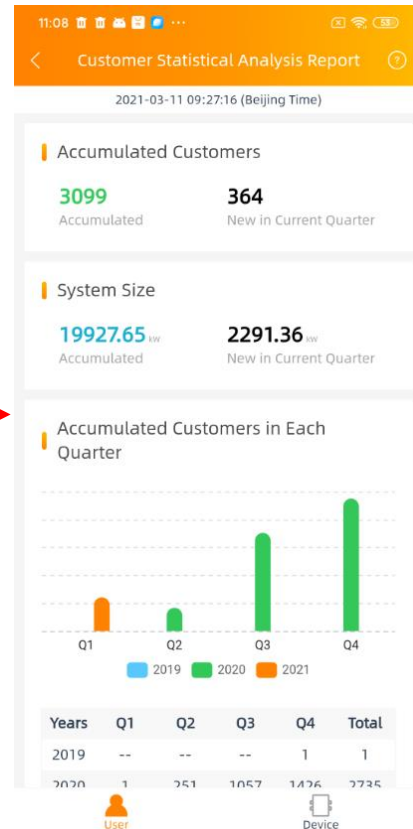 11:08 ··· 53
Customer Statistical Analysis Report ?
2021-03-11 09:27:16 (Beijing Time)
Accumulated Customers
3099 364
Accumulated New in Current Quarter
System Size
19927.65 kW 2291.36 kW
Accumulated New in Current Quarter
Accumulated Customers in Each
Quarter
Q1 Q2 Q3 Q4
2019 2020 2021
Years Q1 Q2 Q3 Q4 Total
2019 -- -- -- 1 1
2020 1 251 1057 1426 2735
User Device